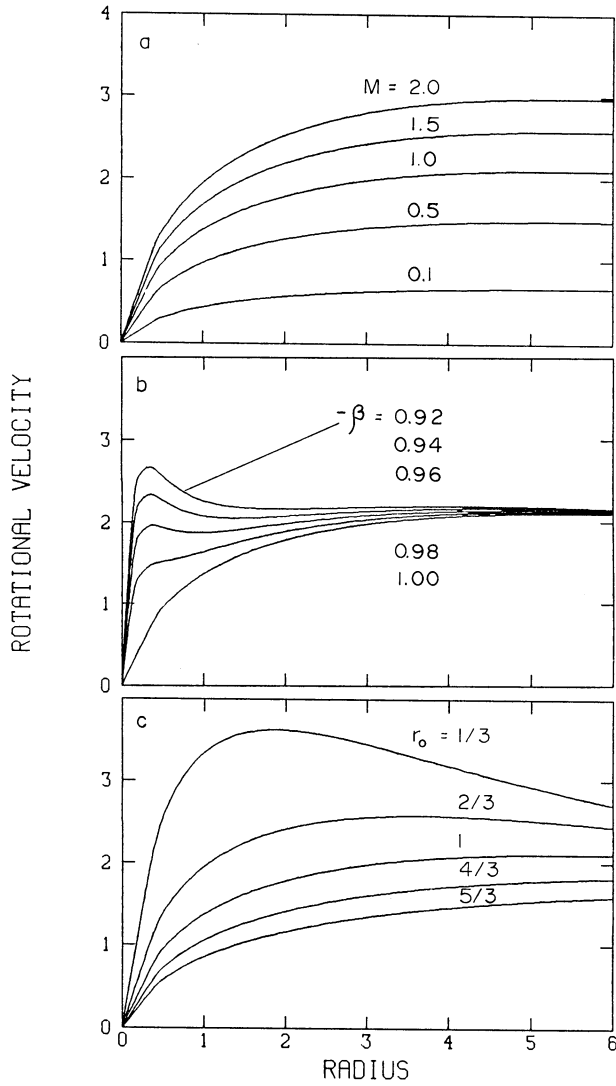 a
4
3
2
1
0
M = 2.0
1.5
1.0
0.5
0.1
ROTATIONAL VELOCITY
b
3
2
1
0
-β = 0.92
0.94
0.96
0.98
1.00
c
3
2
1
0
r₀ = 1/3
2/3
1
4/3
5/3
0 1 2 3 4 5 6
RADIUS